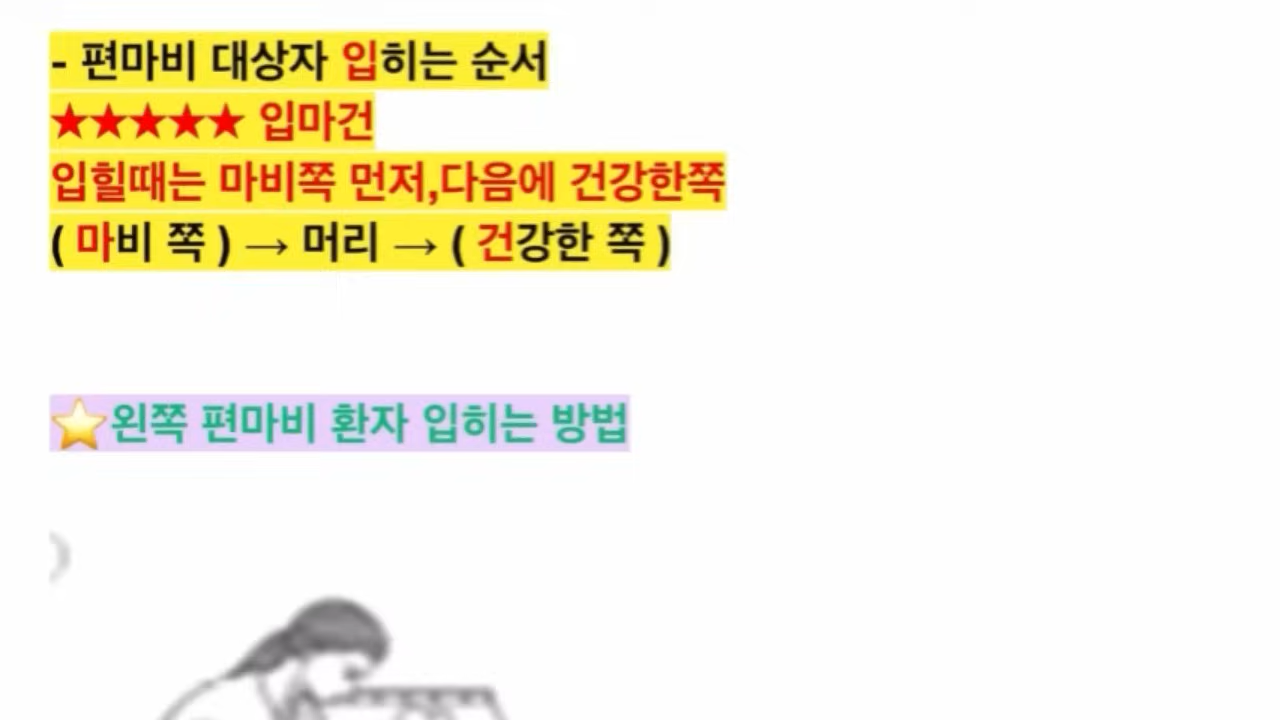 - 편마비 대상자 입히는 순서
★★★★★ 입마건
입힐때는 마비쪽 먼저,다음에 건강한쪽
( 마비 쪽 ) → 머리 → ( 건강한 쪽 )
⭐왼쪽 편마비 환자 입히는 방법